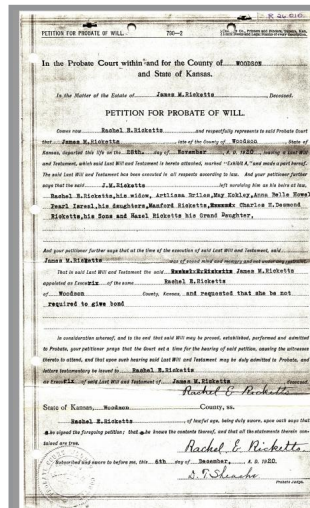 R 24 010.
PETITION FOR PROBATE OF WILL. 750—2
In the Probate Court within and for the County of WOODSON
and State of Kansas.
In the Matter of the Estate of James M. Ricketts Deceased.
PETITION FOR PROBATE OF WILL.
Comes now Rachel E. Ricketts and respectfully represents to said Probate Court
that James M. Ricketts late of the County of Woodson State of
Kansas, departed this life on the 28th. day of November A. D. 1920 leaving a Last Will
and Testament, which said Last Will and Testament is hereto attached, marked "Exhibit A," and made a part hereof.
The said Last Will and Testament has been executed in all respects according to law. And your petitioner further
says that the said J.M. Ricketts left surviving him as his heirs at law,
Rachel E. Ricketts, his widow, Artissa Briles, May Kokley, Anna Belle Howel
Pearl Isreal, his daughters, Manford Ricketts, Charles H. Desmond
Ricketts, his Sons and Hazel Ricketts his Grand Daughter,
And your petitioner further says that at the time of the execution of said Last Will and Testament, said
James M. Ricketts was of sound mind and memory and not under any restraint.
That in said Last Will and Testament the said James M. Ricketts
appointed as Executrix of the same Rachel E. Ricketts
of Woodson County, Kansas, and requested that she be not
required to give bond
In consideration whereof, and to the end that said Will may be proved, established, performed and admitted
to Probate, your petitioner prays that the Court set a time for the hearing of said petition, causing the witnesses
thereto to attend, and that upon such hearing said Last Will and Testament may be duly admitted to Probate, and
letters testamentary be issued to Rachel E. Ricketts
as Executrix of said Last Will and Testament of James M. Ricketts Deceased.
Rachel E. Ricketts
State of Kansas, Woodson County, ss.
Rachel E. Ricketts of lawful age, being duly sworn, upon oath says that
she signed the foregoing petition; that she knows the contents thereof, and that all the statements therein con-
tained are true.
Rachel E. Ricketts
Subscribed and sworn to before me, this 6th day of December, A. D. 1920.
Probate Judge.